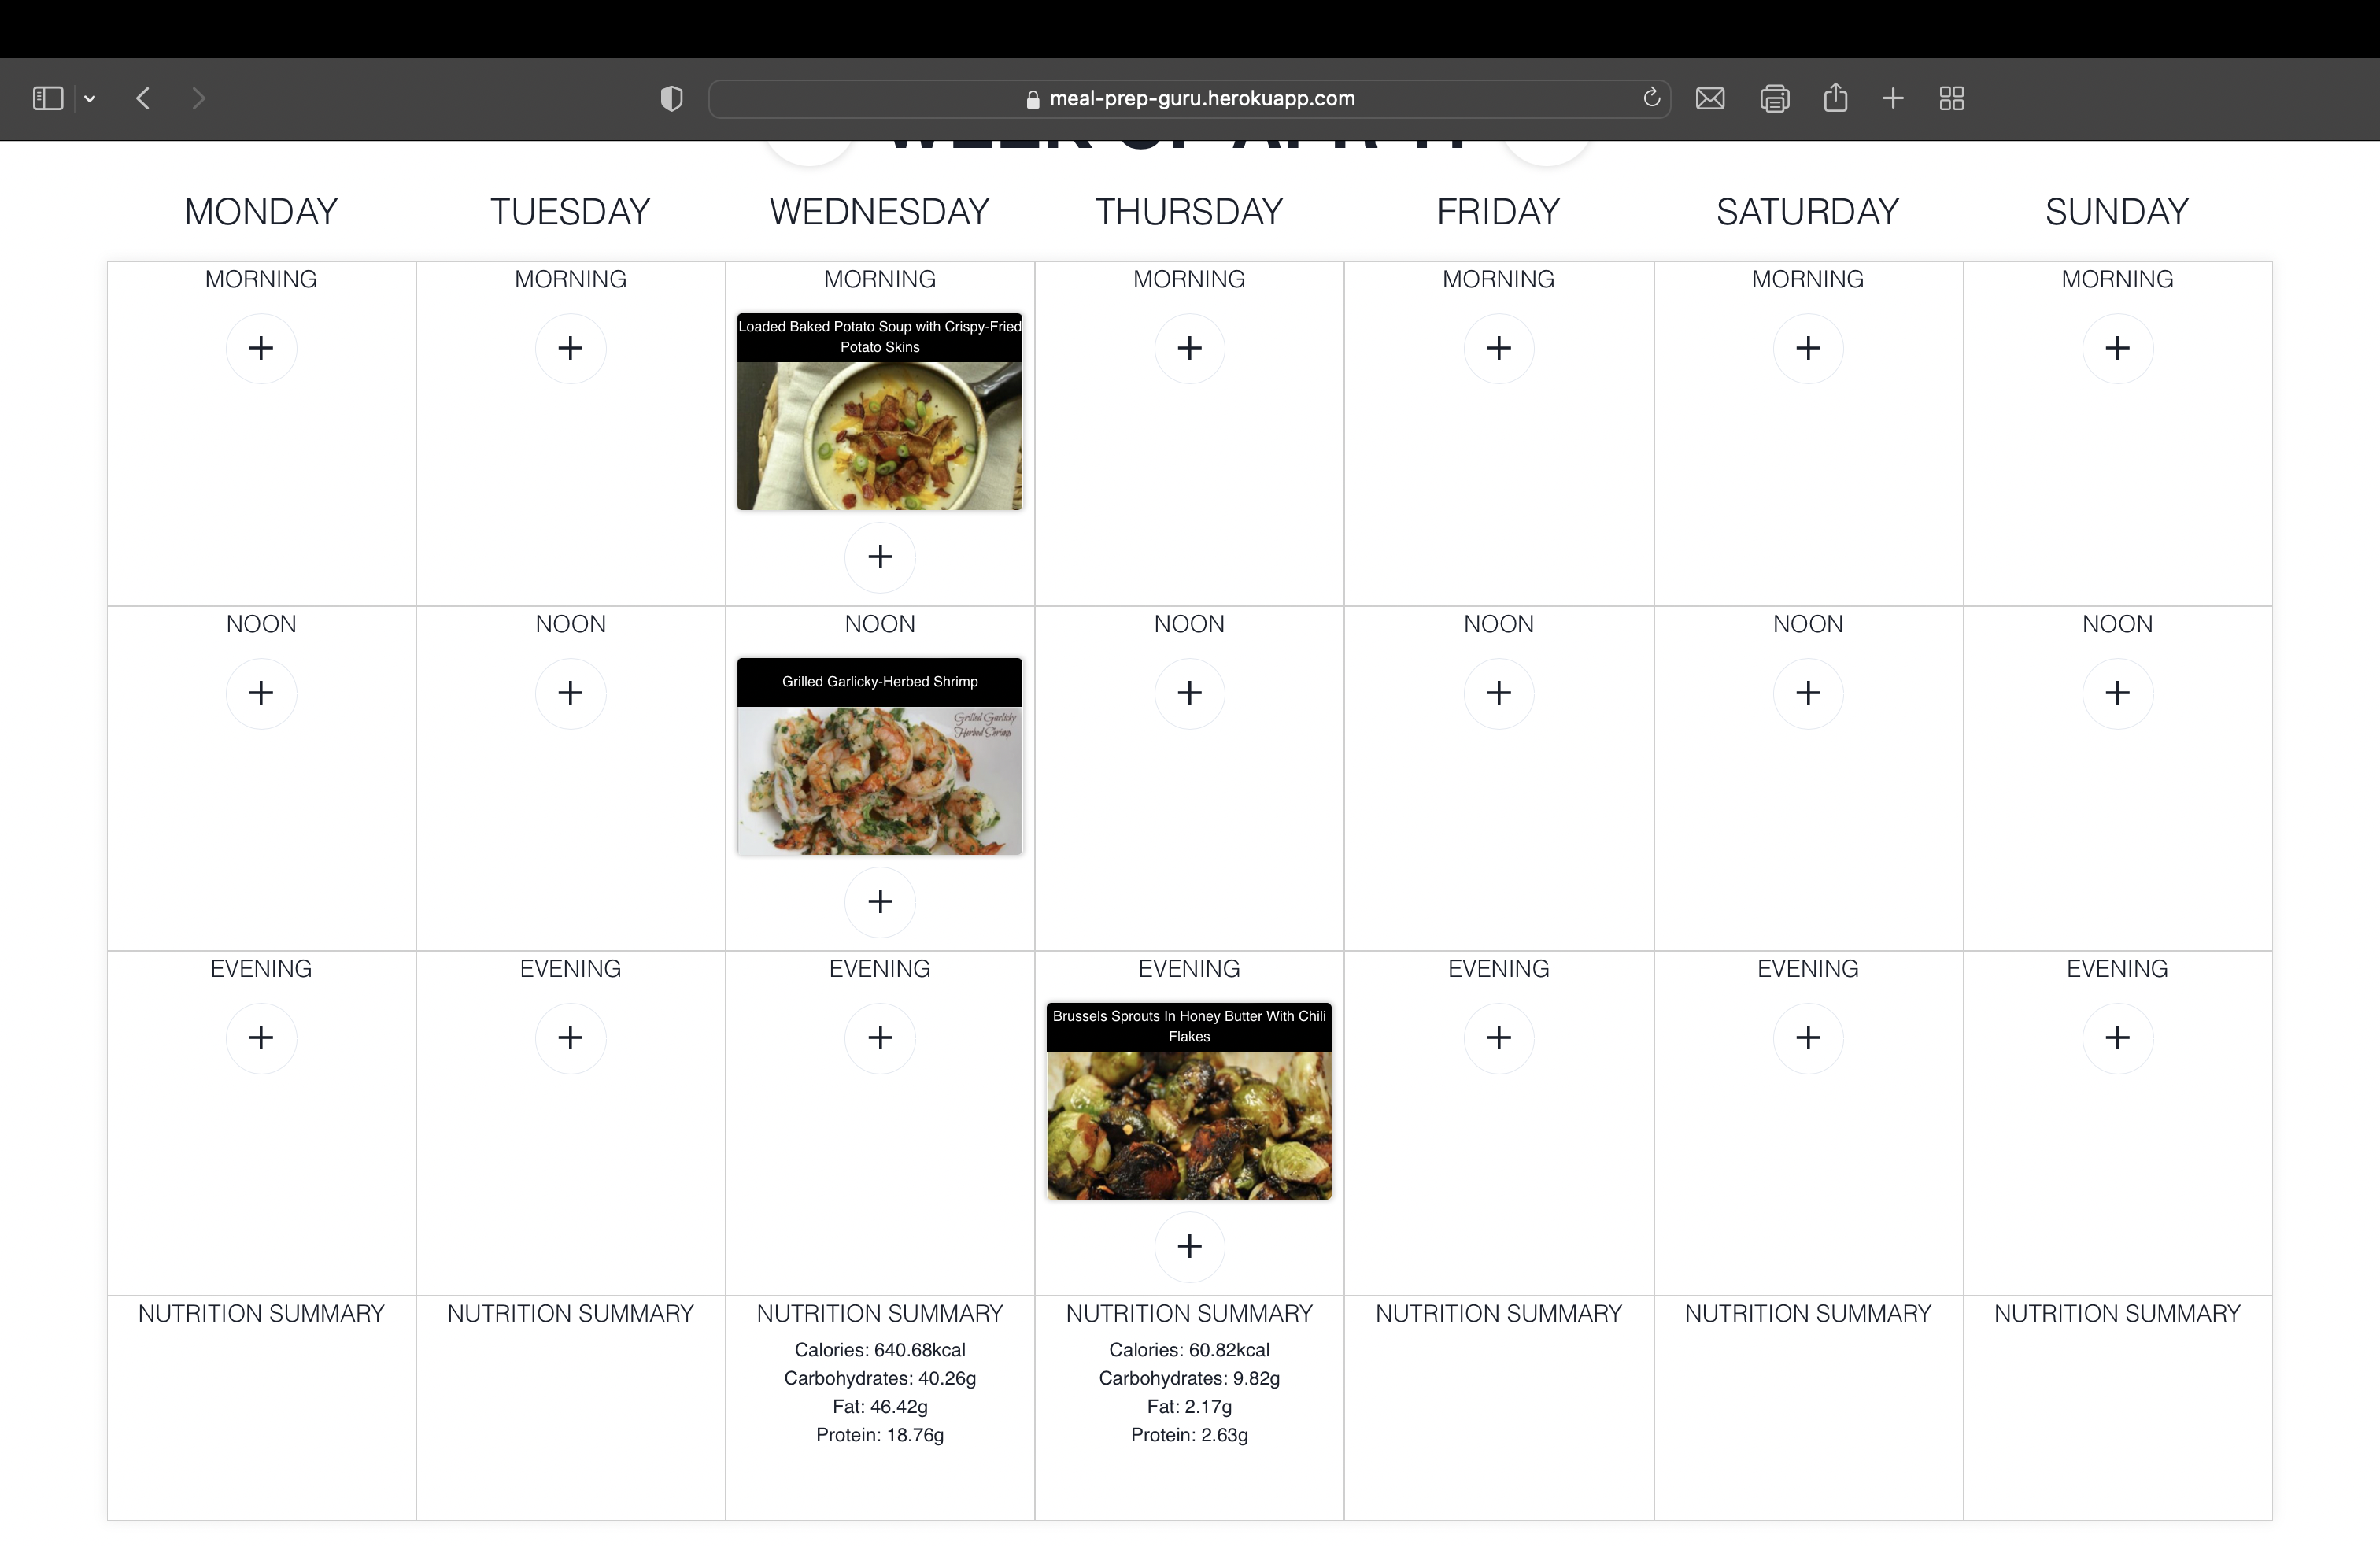 meal-prep-guru.herokuapp.com
MONDAY
TUESDAY
WEDNESDAY
THURSDAY
FRIDAY
SATURDAY
SUNDAY
MORNING
MORNING
MORNING
MORNING
MORNING
MORNING
MORNING
Loaded Baked Potato Soup with Crispy-Fried
Potato Skins
NOON
NOON
NOON
NOON
NOON
NOON
NOON
Grilled Garlicky-Herbed Shrimp
Grilled Garlicky
Herbed Shrimp
EVENING
EVENING
EVENING
EVENING
EVENING
EVENING
EVENING
Brussels Sprouts In Honey Butter With Chili
Flakes
NUTRITION SUMMARY
NUTRITION SUMMARY
NUTRITION SUMMARY
NUTRITION SUMMARY
NUTRITION SUMMARY
NUTRITION SUMMARY
NUTRITION SUMMARY
Calories: 640.68kcal
Carbohydrates: 40.26g
Fat: 46.42g
Protein: 18.76g
Calories: 60.82kcal
Carbohydrates: 9.82g
Fat: 2.17g
Protein: 2.63g